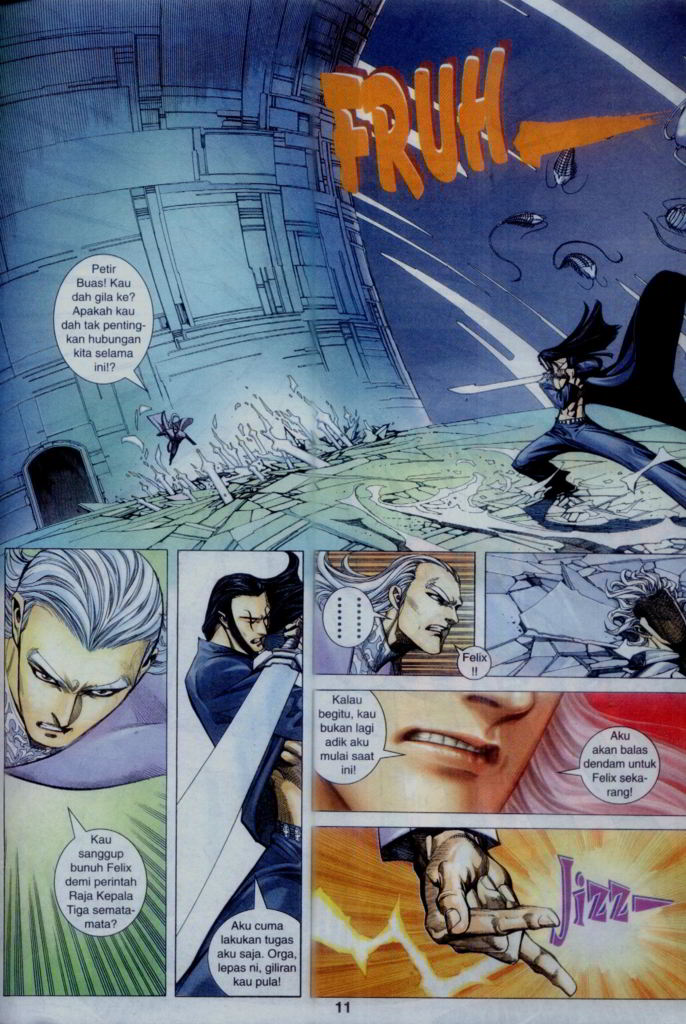 FRUH
Petir
Buas! Kau
dah gila ke?
Apakah kau
dah tak penting-
kan hubungan
kita selama
ini!?
Kau
sanggup
bunuh Felix
demi perintah
Raja Kepala
Tiga semata-
mata?
Aku cuma
lakukan tugas
aku saja. Orga,
lepas ni, giliran
kau pula!
Felix
!!
Kalau
begitu, kau
bukan lagi
adik aku
mulai saat
ini!
Aku
akan balas
dendam untuk
Felix seka-
rang!
Jizz
11